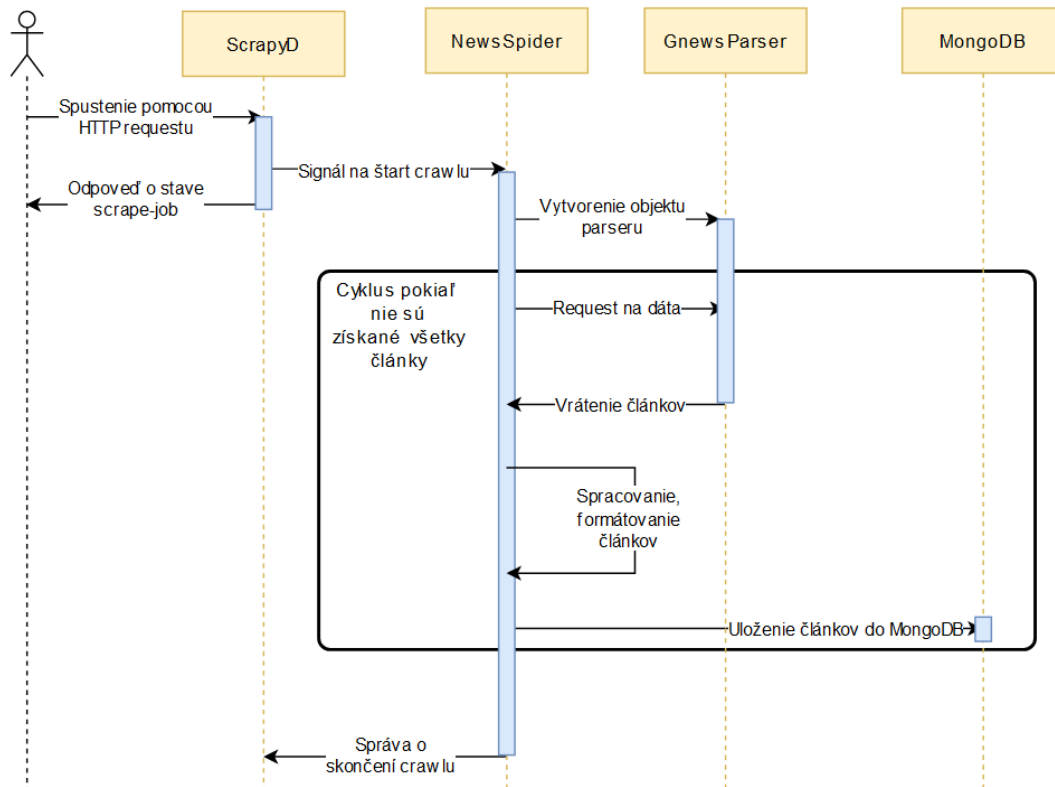 ScrapyD
NewsSpider
GnewsParser
MongoDB
Spustenie pomocou
HTTP requestu
Signál na štart crawlu
Odpoveď o stave
scrape-job
Vytvorenie objektu
parseru
Cyklus pokiaľ
nie sú
získané všetky
články
Request na dáta
Vrátenie článkov
Spracovanie,
formátovanie
článkov
Uloženie článkov do MongoDB
Správa o
skončení crawlu